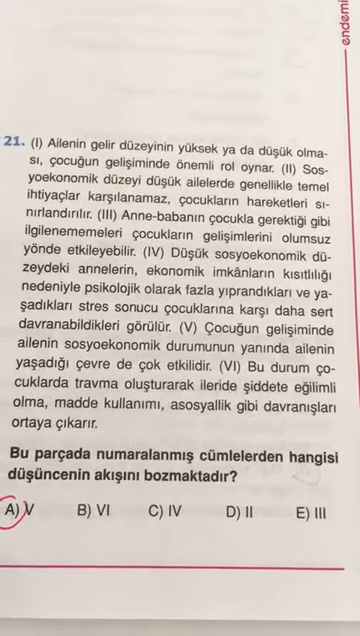 endemi
21. (I) Ailenin gelir düzeyinin yüksek ya da düşük olma-
sı, çocuğun gelişiminde önemli rol oynar. (II) Sos-
yoekonomik düzeyi düşük ailelerde genellikle temel
ihtiyaçlar karşılanamaz, çocukların hareketleri sı-
nırlandırılır. (III) Anne-babanın çocukla gerektiği gibi
ilgilenememeleri çocukların gelişimlerini olumsuz
yönde etkileyebilir. (IV) Düşük sosyoekonomik dü-
zeydeki annelerin, ekonomik imkânların kısıtlılığı
nedeniyle psikolojik olarak fazla yıprandıkları ve ya-
şadıkları stres sonucu çocuklarına karşı daha sert
davranabildikleri görülür. (V) Çocuğun gelişiminde
ailenin sosyoekonomik durumunun yanında ailenin
yaşadığı çevre de çok etkilidir. (VI) Bu durum ço-
cuklarda travma oluşturarak ileride şiddete eğilimli
olma, madde kullanımı, asosyallik gibi davranışları
ortaya çıkarır.
Bu parçada numaralanmış cümlelerden hangisi
düşüncenin akışını bozmaktadır?
A) V B) VI C) IV D) II E) III